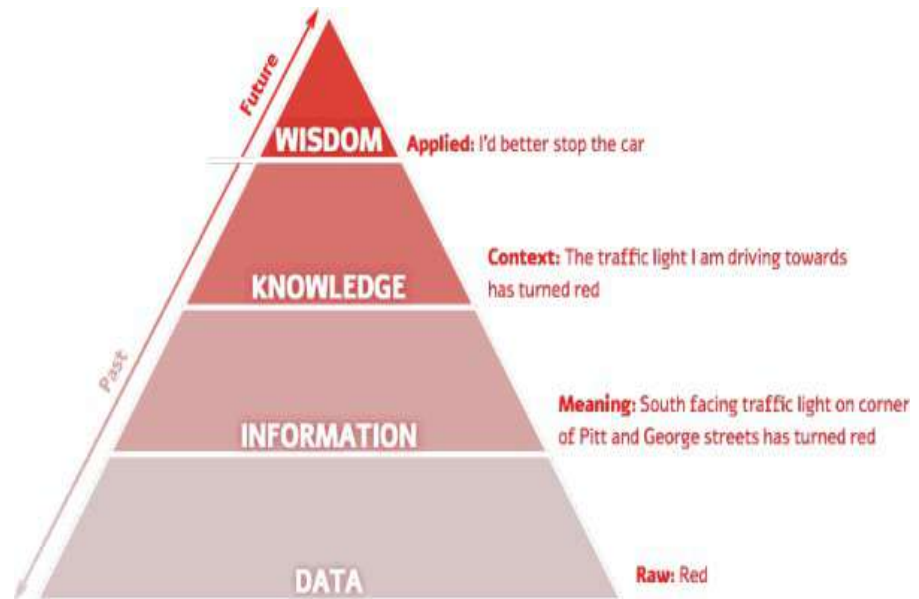 Future
WISDOM
Applied: I'd better stop the car
Context: The traffic light I am driving towards
has turned red
KNOWLEDGE
Past
Meaning: South facing traffic light on corner
of Pitt and George streets has turned red
INFORMATION
Raw: Red
DATA